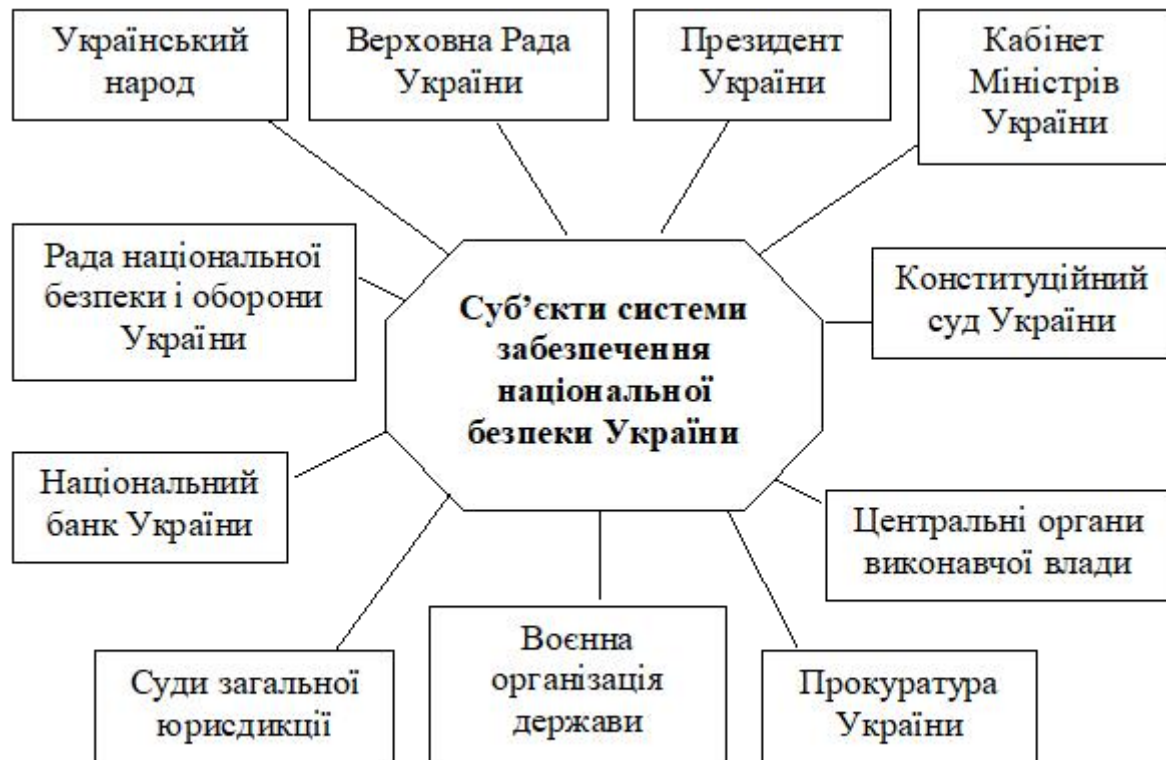 Український
народ
Верховна Рада
України
Президент
України
Кабінет
Міністрів
України
Рада національної
безпеки і оборони
України
Суб’єкти системи
забезпечення
національної
безпеки України
Конституційний
суд України
Національний
банк України
Центральні органи
виконавчої влади
Суди загальної
юрисдикції
Воєнна
організація
держави
Прокуратура
України